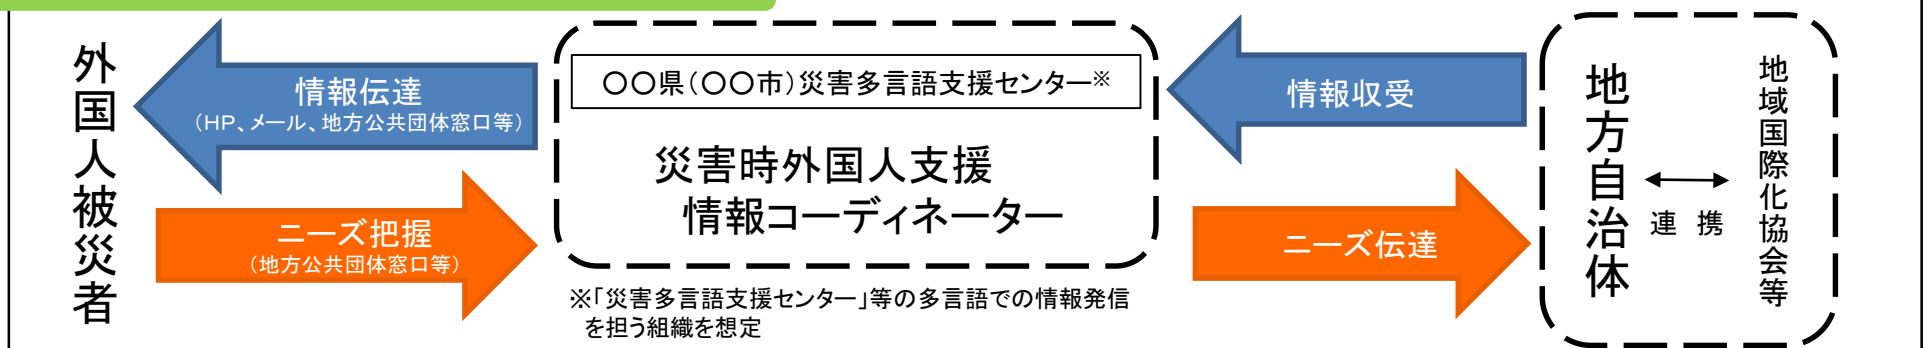 外国人被災者
情報伝達
（HP、メール、地方公共団体窓口等）
ニーズ把握
（地方公共団体窓口等）
〇〇県（〇〇市）災害多言語支援センター※
災害時外国人支援
情報コーディネーター
※「災害多言語支援センター」等の多言語での情報発信
を担う組織を想定
情報収受
ニーズ伝達
地方自治体
連携
地域国際化協会等